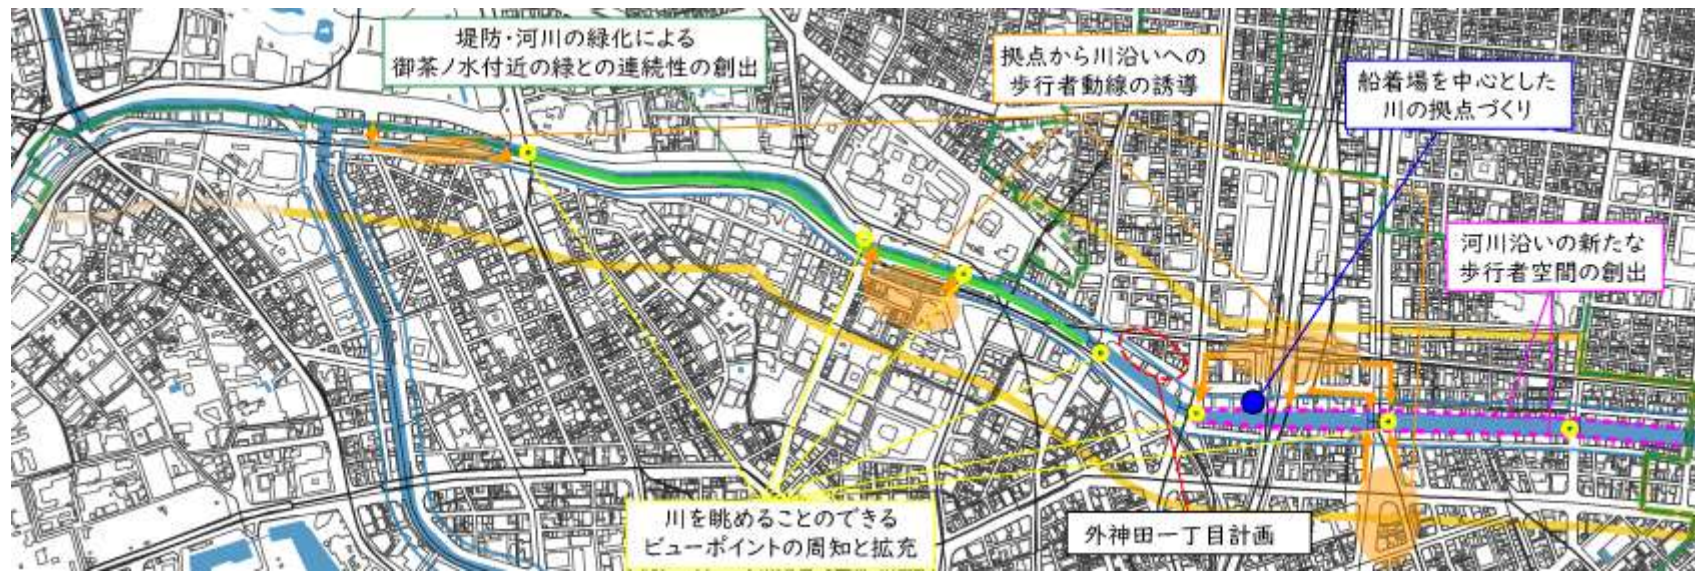 堤防・河川の緑化による
御茶ノ水付近の緑との連続性の創出
拠点から川沿いへの
歩行者動線の誘導
船着場を中心とした
川の拠点づくり
河川沿いの新たな
歩行者空間の創出
川を眺めることのできる
ビューポイントの周知と拡充
外神田一丁目計画